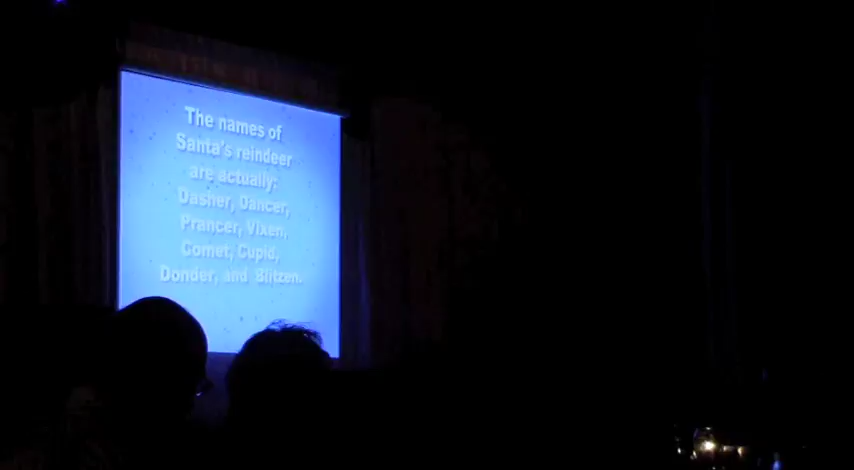 The names of
Santa's reindeer
are actually:
Dasher, Dancer,
Prancer, Vixen,
Comet, Cupid,
Donder, and Blitzen.